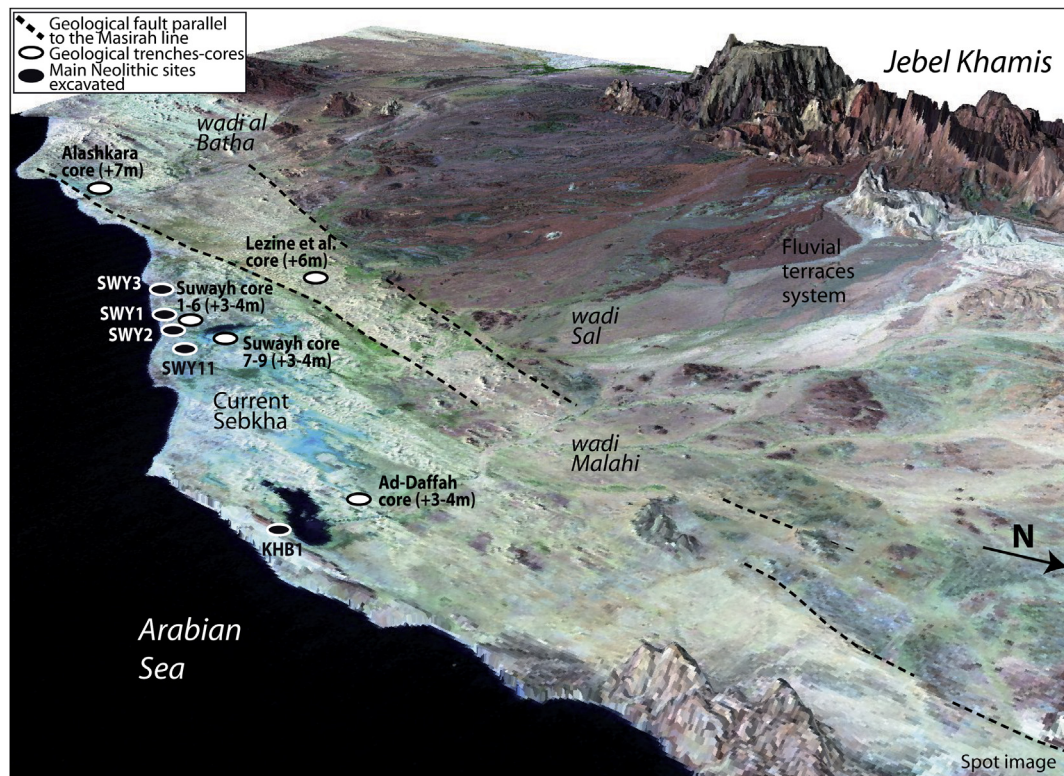 Geological fault parallel
to the Masirah line
Geological trenches-cores
Main Neolithic sites
excavated
Jebel Khamis
wadi al
Batha
Alashkara
core (+7m)
Lezine et al.
core (+6m)
Fluvial
terraces
system
SWY3
Suwayh core
1-6 (+3-4m)
SWY1
SWY2
wadi
Sal
Suwayh core
7-9 (+3-4m)
SWY11
Current
Sebkha
wadi
Malahi
Ad-Daffah
core (+3-4m)
KHB1
N
Arabian
Sea
Spot image